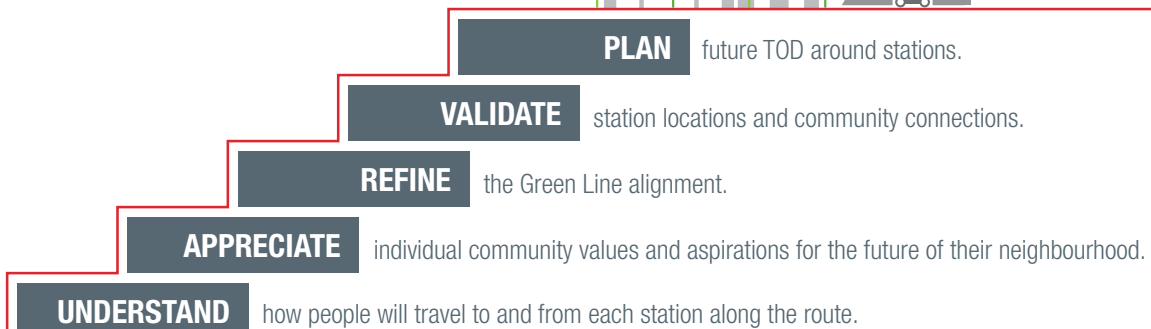 PLAN future TOD around stations.
VALIDATE station locations and community connections.
REFINE the Green Line alignment.
APPRECIATE individual community values and aspirations for the future of their neighbourhood.
UNDERSTAND how people will travel to and from each station along the route.